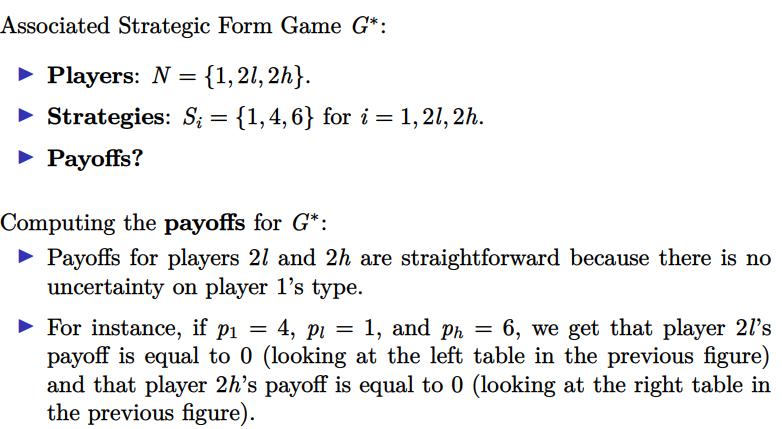 Associated Strategic Form Game G*:
▶ Players: N = {1, 2l, 2h}.
▶ Strategies: Sᵢ = {1, 4, 6} for i = 1, 2l, 2h.
▶ Payoffs?
Computing the payoffs for G*:
▶ Payoffs for players 2l and 2h are straightforward because there is no
uncertainty on player 1's type.
▶ For instance, if p₁ = 4, pₗ = 1, and pₕ = 6, we get that player 2l's
payoff is equal to 0 (looking at the left table in the previous figure)
and that player 2h's payoff is equal to 0 (looking at the right table in
the previous figure).